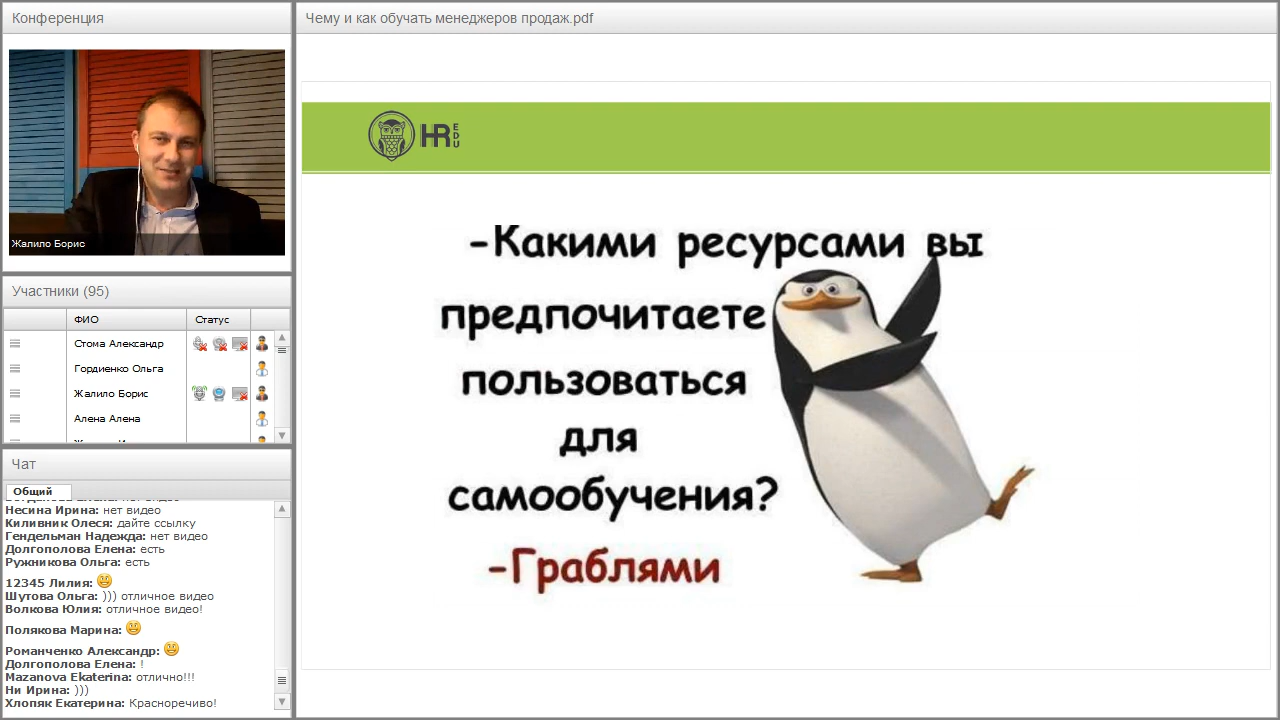 Конференция
Жалило Борис
Участники (95)
ФИО Статус
Стома Александр
Гордиенко Ольга
Жалило Борис
Алена Алена
Чат
Общий
Несина Ирина: нет видео
Киливник Олеся: дайте ссылку
Гендельман Надежда: нет видео
Долгополова Елена: есть
Ружникова Ольга: есть
12345 Лилия:
Шутова Ольга: ))) отличное видео
Волкова Юлия: отличное видео!
Полякова Марина:
Романченко Александр:
Долгополова Елена: !
Mazanova Ekaterina: отлично!!!
Ни Ирина: )))
Хлопяк Екатерина: Красноречиво!
Чему и как обучать менеджеров продаж.pdf
HR EDU
-Какими ресурсами вы
предпочитаете
пользоваться
для
самообучения?
-Граблями